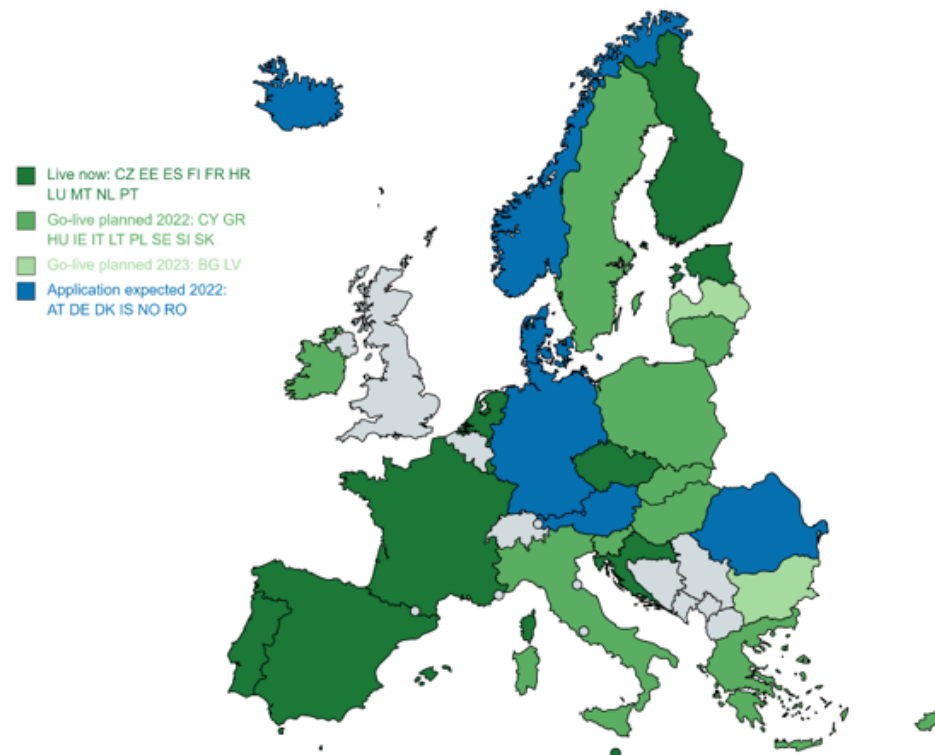 Live now: CZ EE ES FI FR HR
LU MT NL PT
Go-live planned 2022: CY GR
HU IE IT LT PL SE SI SK
Go-live planned 2023: BG LV
Application expected 2022:
AT DE DK IS NO RO